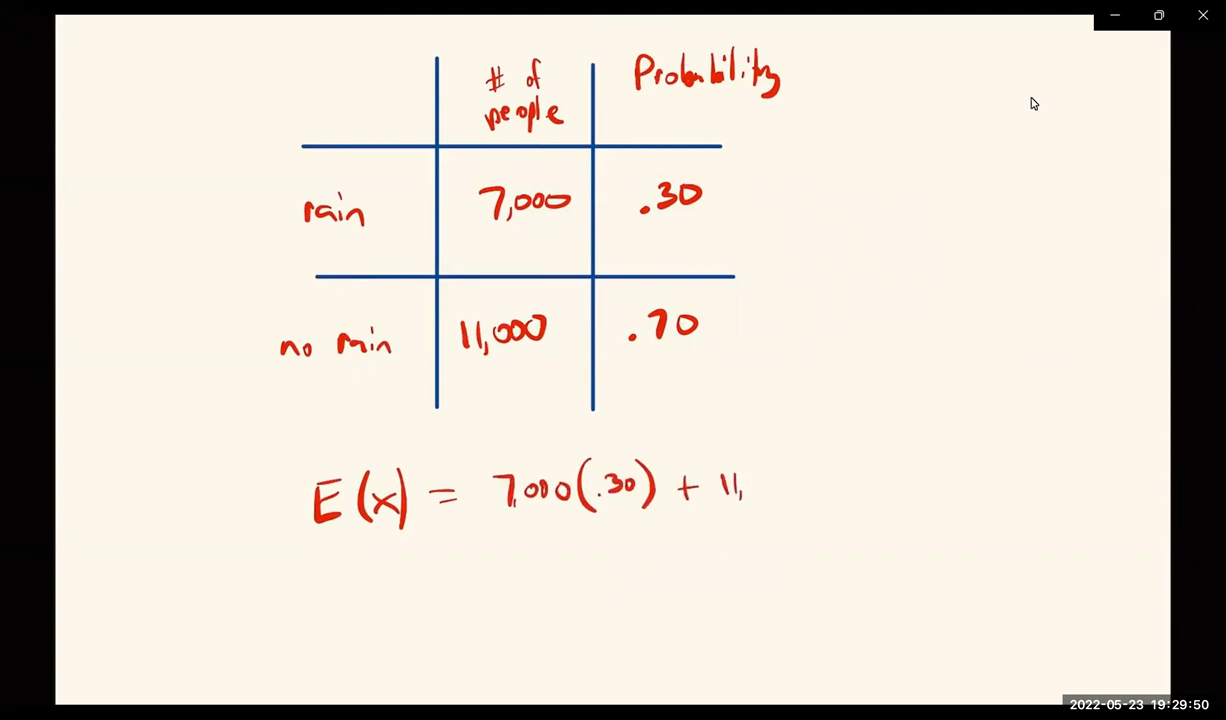 # of people Probability
rain 7,000 .30
no rain 11,000 .70
E(x) = 7,000(.30) + 11,
2022-05-23 19:29:50